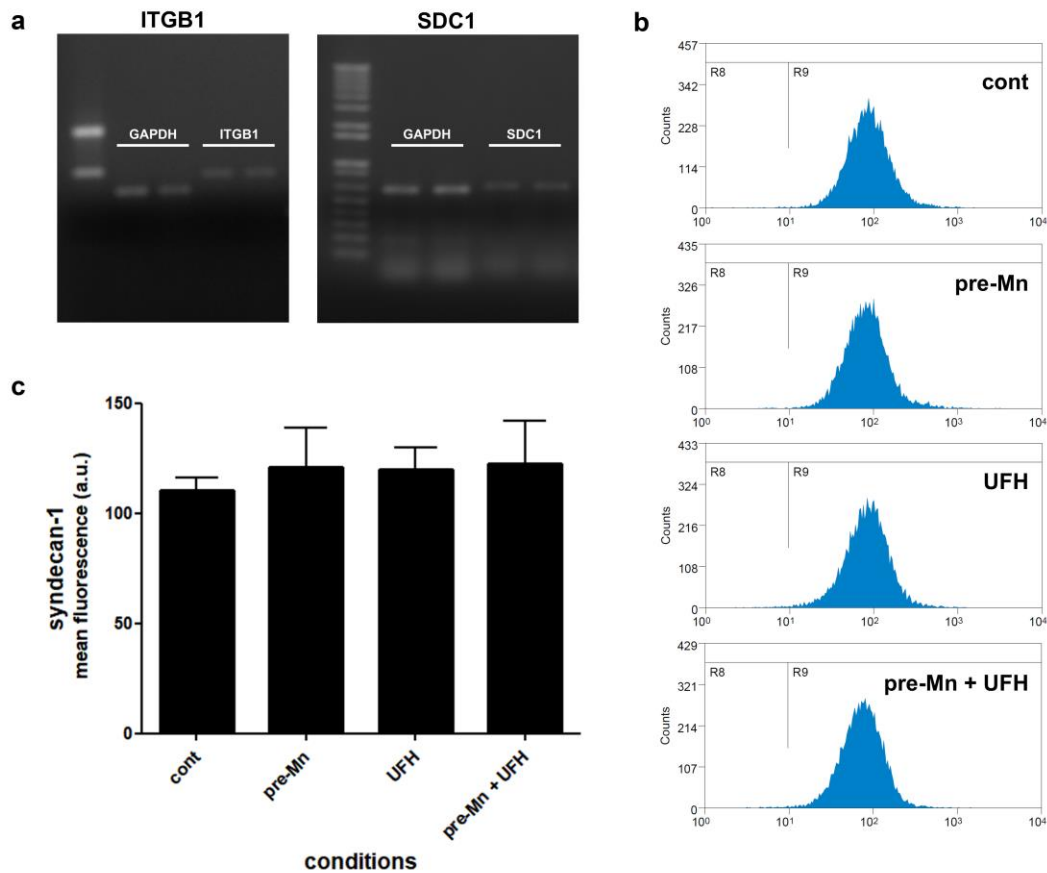 a
ITGB1
SDC1
GAPDH ITGB1
GAPDH SDC1
b
457
342
228
114
0
Counts
R8 R9
cont
10⁰ 10¹ 10² 10³ 10⁴
435
326
217
108
0
Counts
R8 R9
pre-Mn
10⁰ 10¹ 10² 10³ 10⁴
433
324
216
108
0
Counts
R8 R9
UFH
10⁰ 10¹ 10² 10³ 10⁴
429
321
214
107
0
Counts
R8 R9
pre-Mn + UFH
10⁰ 10¹ 10² 10³ 10⁴
c
syndecan-1
mean fluorescence (a.u.)
150
100
50
0
cont
pre-Mn
UFH
pre-Mn + UFH
conditions